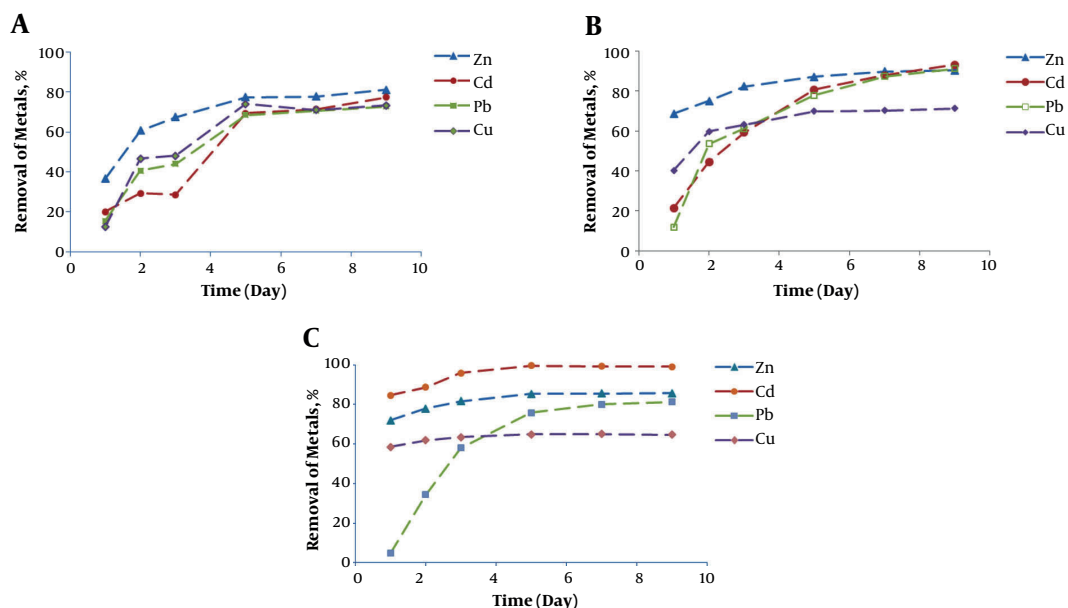 A
Removal of Metals, %
100
80
60
40
20
0
0 2 4 6 8 10
Time (Day)
Zn
Cd
Pb
Cu
B
Removal of Metals, %
100
80
60
40
20
0
0 2 4 6 8 10
Time (Day)
Zn
Cd
Pb
Cu
C
Removal of Metals, %
100
80
60
40
20
0
0 2 4 6 8 10
Time (Day)
Zn
Cd
Pb
Cu